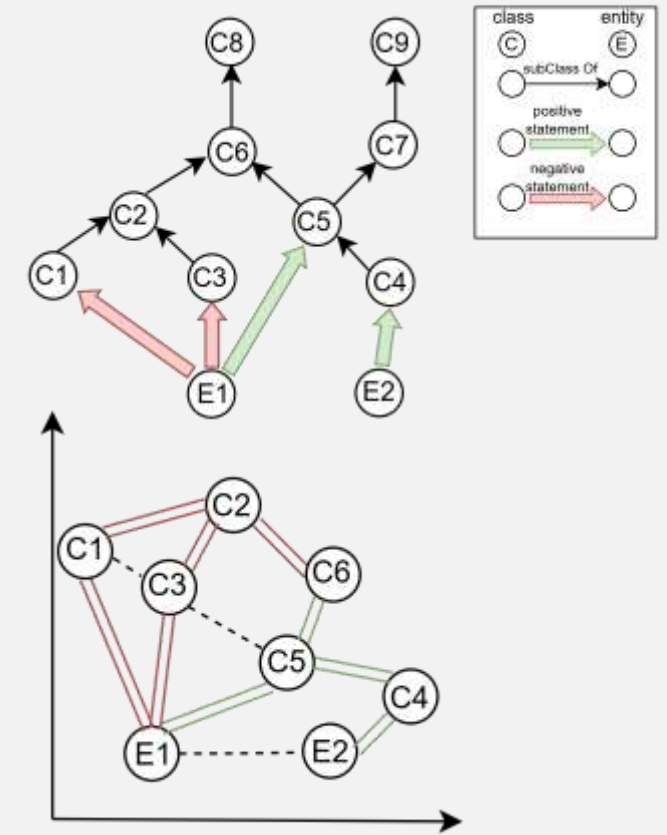 class entity
C E
subClass Of
positive
statement
negative
statement
C8 C9
C6 C7
C2 C5
C1 C3 C4
E1 E2
C2
C1 C3 C6
C5
C4
E1 E2